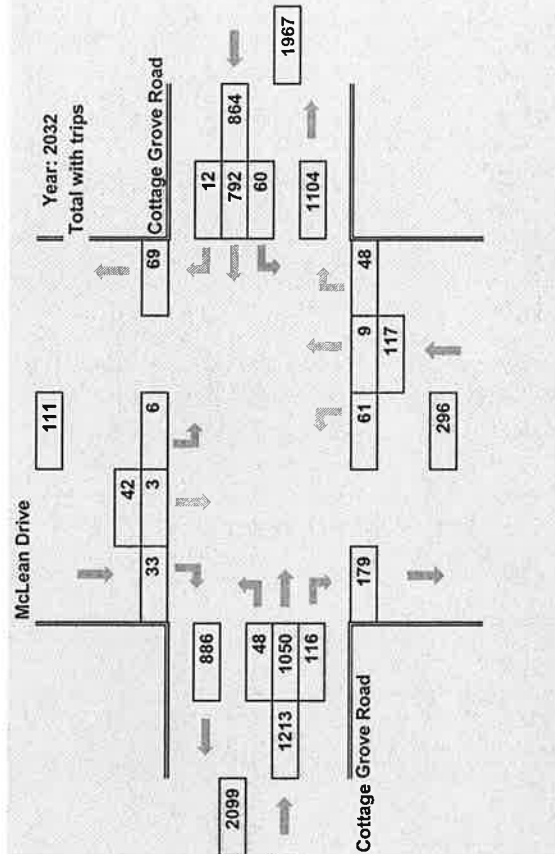 Year: 2032
Total with trips
McLean Drive
111
42
33 3 6
69
Cottage Grove Road
886
12
792 864
60
2099
48
1213 1050
116
1104
1967
179
61 9 48
117
296
Cottage Grove Road